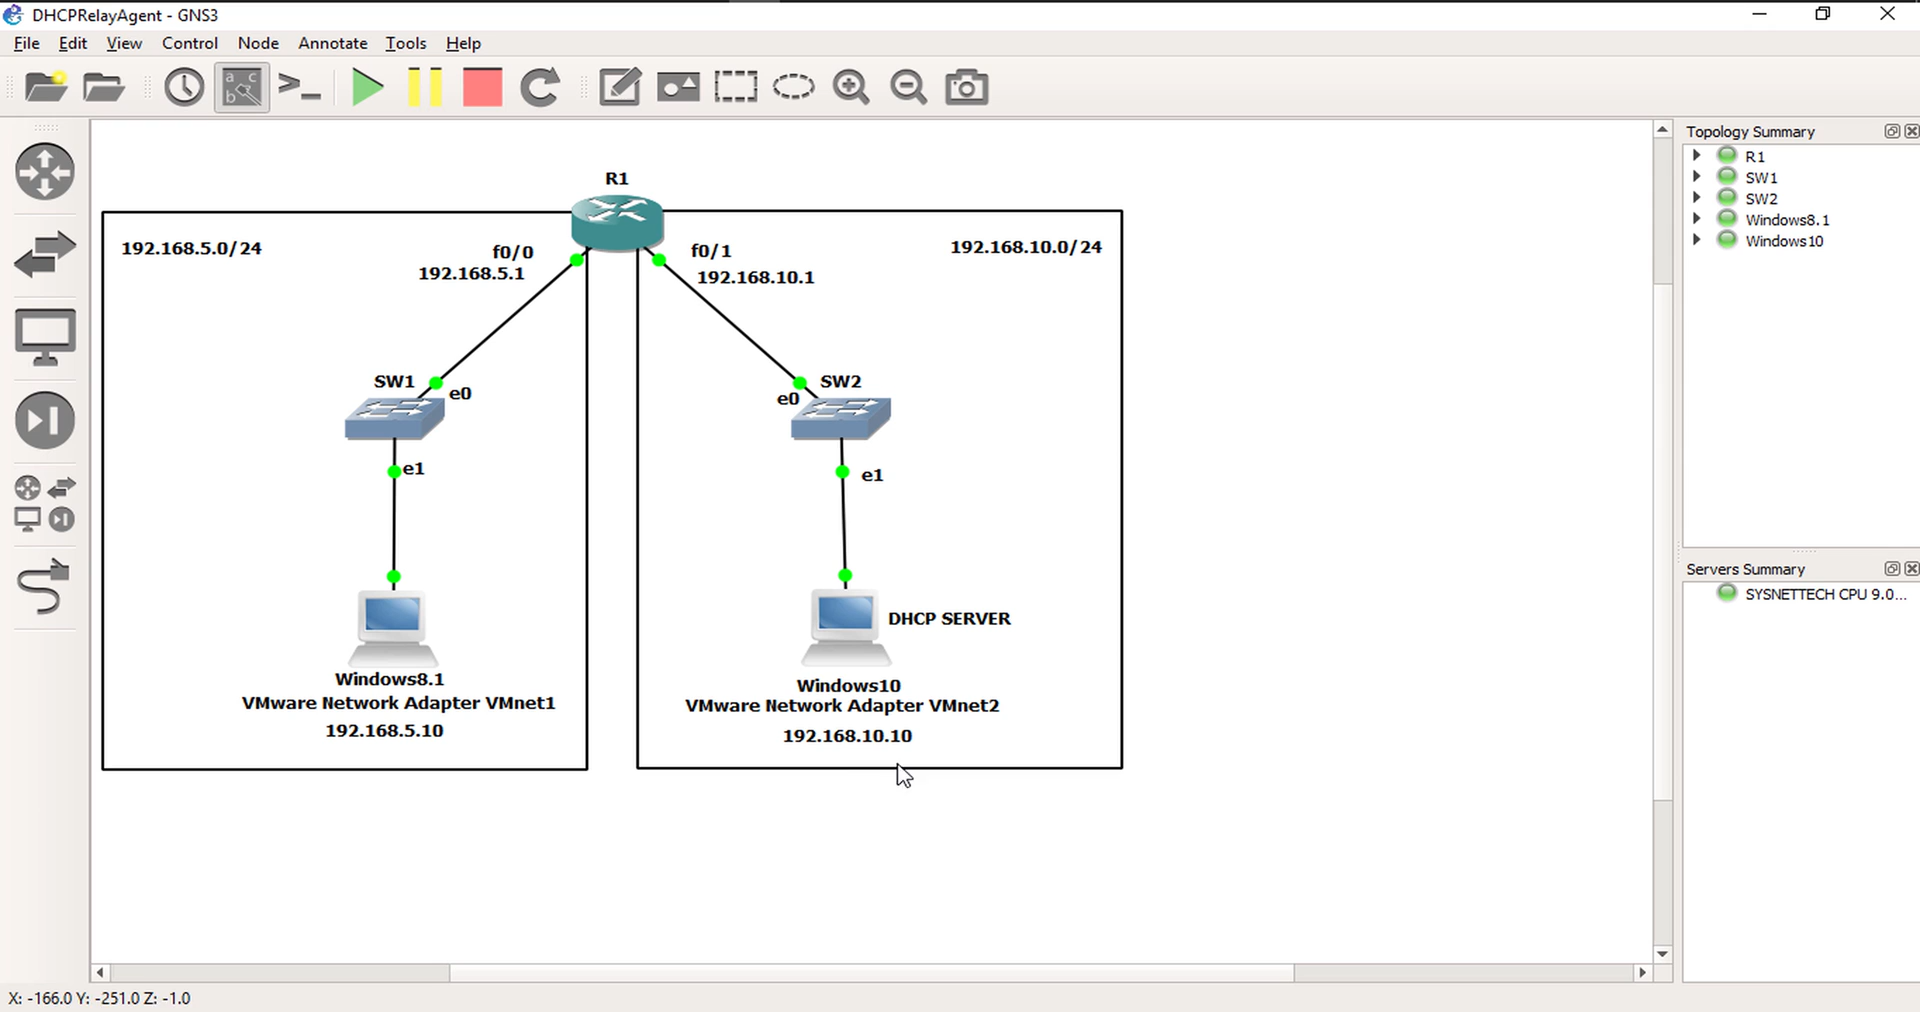 DHCPRelayAgent - GNS3
File Edit View Control Node Annotate Tools Help
a c
b
Topology Summary
R1
SW1
SW2
Windows8.1
Windows10
Servers Summary
SYSNETTECH CPU 9.0...
R1
192.168.5.0/24
f0/0
192.168.5.1
f0/1
192.168.10.1
192.168.10.0/24
SW1
e0
e1
SW2
e0
e1
DHCP SERVER
Windows8.1
VMware Network Adapter VMnet1
192.168.5.10
Windows10
VMware Network Adapter VMnet2
192.168.10.10
X: -166.0 Y: -251.0 Z: -1.0